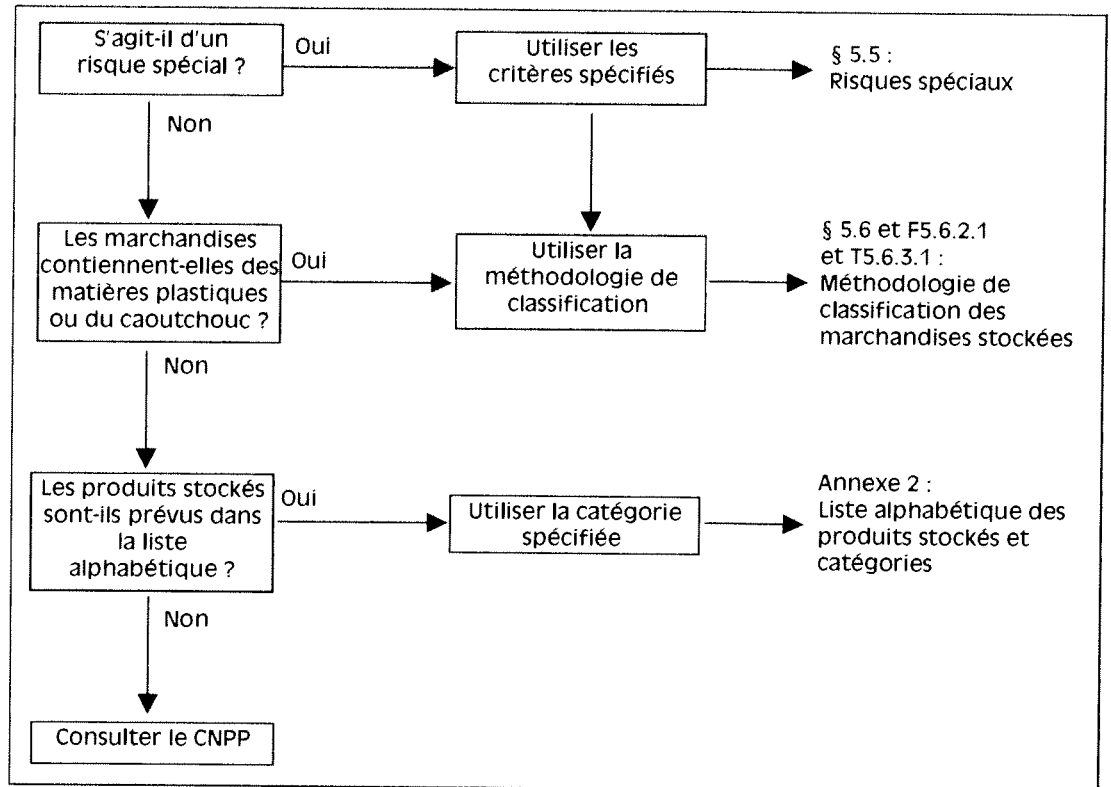 S'agit-il d'un
risque spécial ?
Oui
Utiliser les
critères spécifiés
§ 5.5 :
Risques spéciaux
Non
Les marchandises
contiennent-elles des
matières plastiques
ou du caoutchouc ?
Oui
Utiliser la
méthodologie de
classification
§ 5.6 et F5.6.2.1
et T5.6.3.1 :
Méthodologie de
classification des
marchandises stockées
Non
Les produits stockés
sont-ils prévus dans
la liste
alphabétique ?
Oui
Utiliser la catégorie
spécifiée
Annexe 2 :
Liste alphabétique des
produits stockés et
catégories
Non
Consulter le CNPP